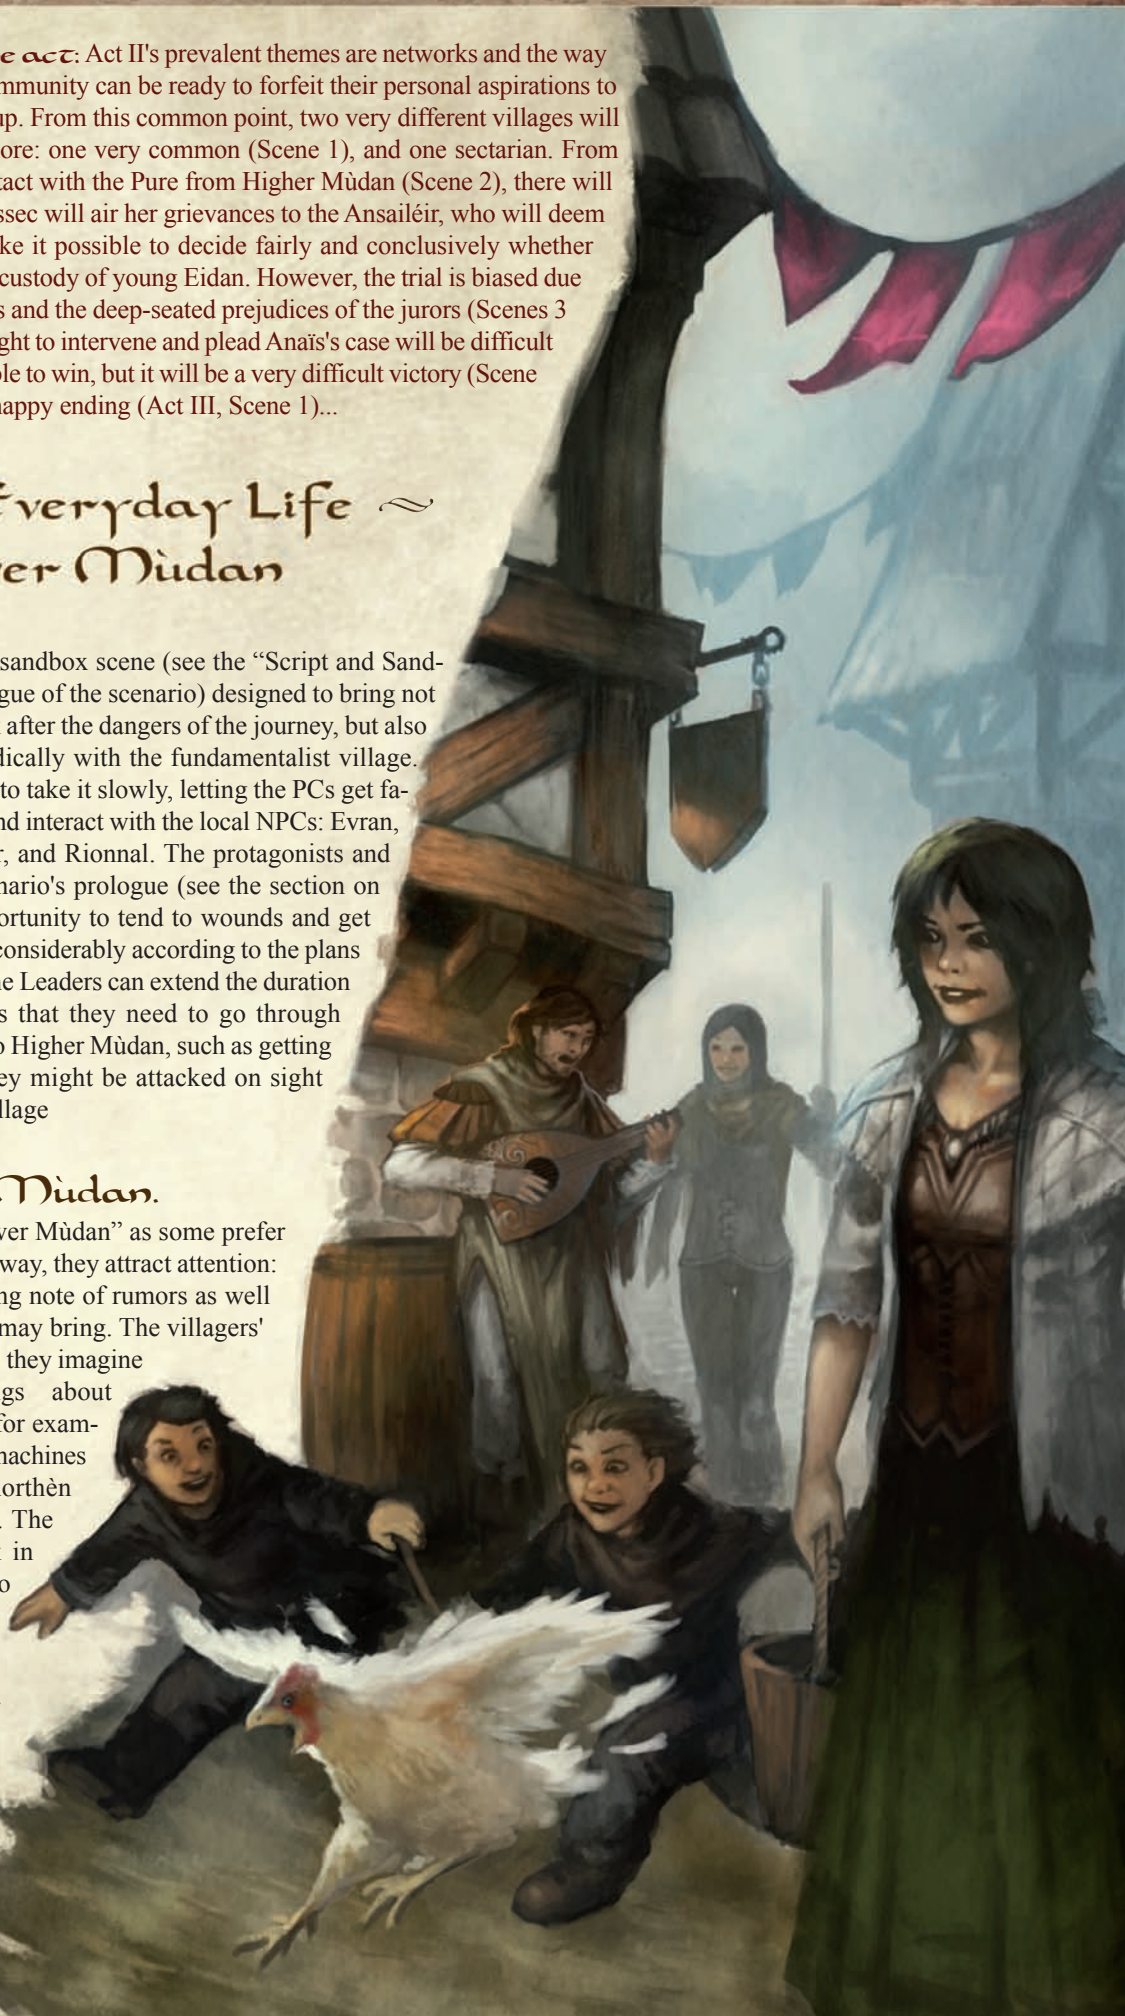 e act: Act II's prevalent themes are networks and the way
mmunity can be ready to forfeit their personal aspirations to
up. From this common point, two very different villages will
ore: one very common (Scene 1), and one sectarian. From
tact with the Pure from Higher Mùdan (Scene 2), there will
ssec will air her grievances to the Ansailéir, who will deem
ke it possible to decide fairly and conclusively whether
custody of young Eidan. However, the trial is biased due
s and the deep-seated prejudices of the jurors (Scenes 3
ght to intervene and plead Anaïs's case will be difficult
ole to win, but it will be a very difficult victory (Scene
happy ending (Act III, Scene 1)...
Everyday Life ~
er Mùdan
sandbox scene (see the “Script and Sand-
gue of the scenario) designed to bring not
after the dangers of the journey, but also
dically with the fundamentalist village.
to take it slowly, letting the PCs get fa-
nd interact with the local NPCs: Evran,
r, and Rionnal. The protagonists and
nario's prologue (see the section on
ortunity to tend to wounds and get
considerably according to the plans
ne Leaders can extend the duration
s that they need to go through
o Higher Mùdan, such as getting
ey might be attacked on sight
llage
Mùdan.
ver Mùdan” as some prefer
way, they attract attention:
ng note of rumors as well
may bring. The villagers'
they imagine
gs about
for exam-
machines
orthèn
. The
in
o